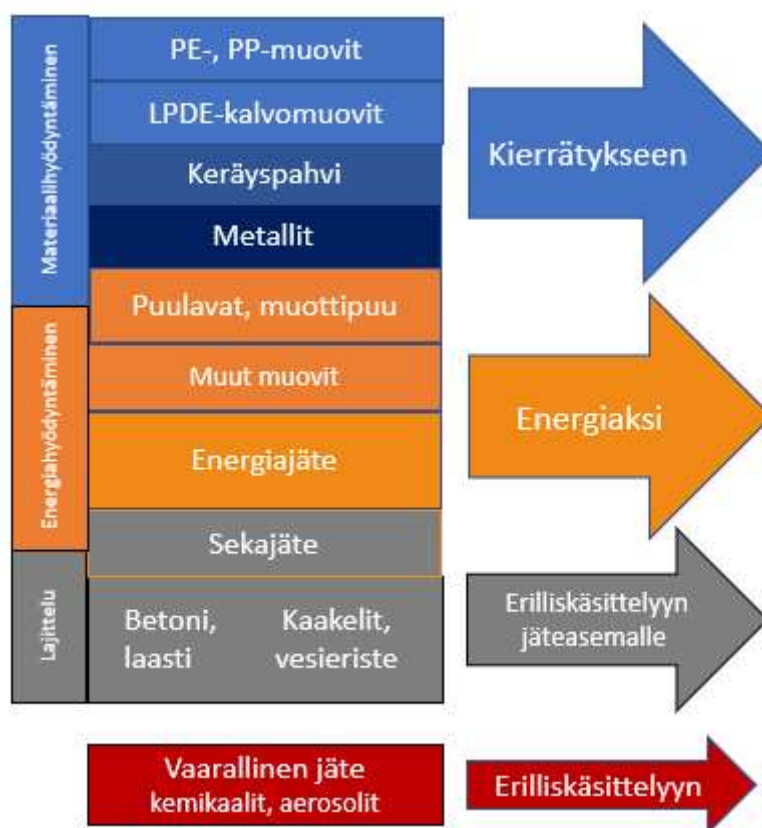 Materiaalihyödyntäminen
PE-, PP-muovit
LPDE-kalvomuovit
Keräyspahvi
Metallit
Kierrätykseen
Energiahyödyntäminen
Puulavat, muottipuu
Muut muovit
Energiajäte
Sekajäte
Energiaksi
Lajittelu
Betoni,
laasti
Kaakelit,
vesieriste
Erilliskäsittelyyn
jäteasemalle
Vaarallinen jäte
kemikaalit, aerosolit
Erilliskäsittelyyn